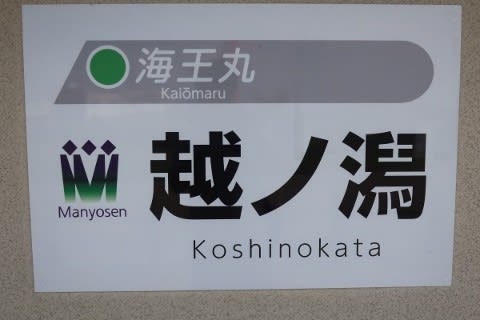 海王丸
Kaiōmaru
越ノ潟
Manyosen
Koshinokata